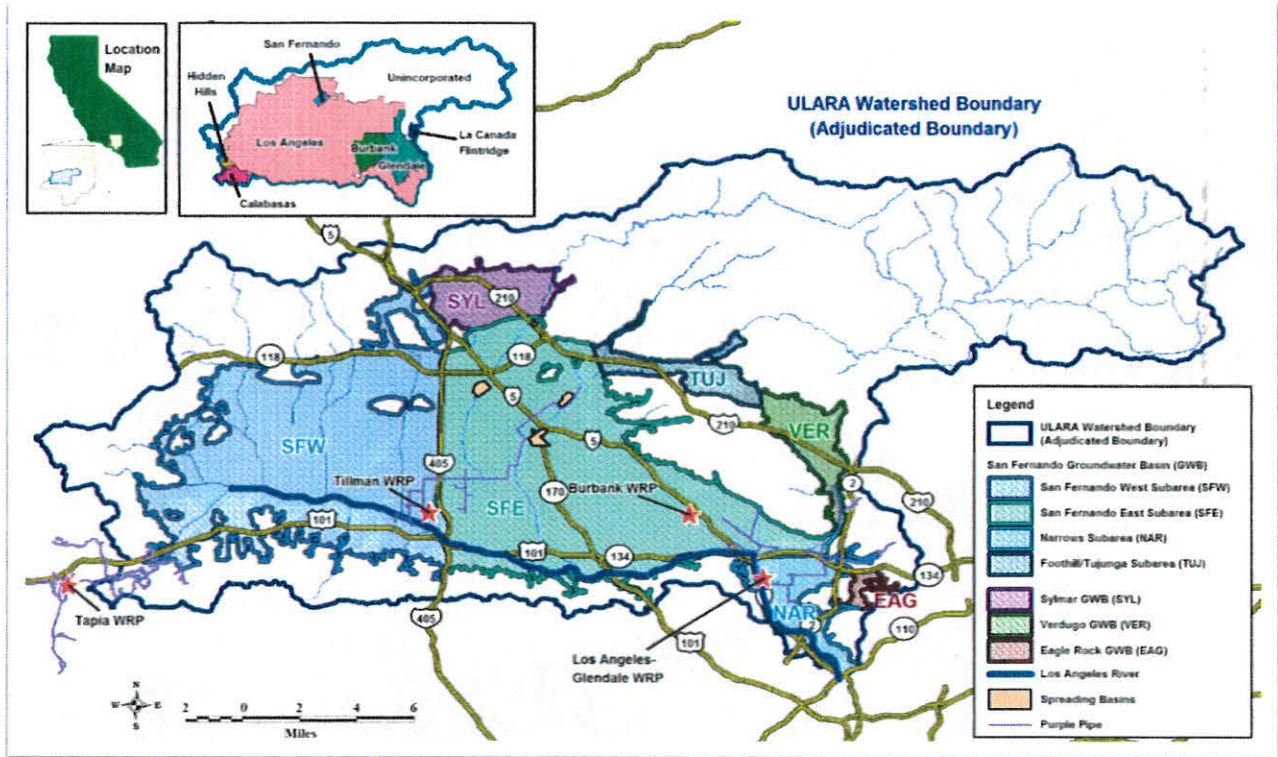 Location
Map
San Fernando
Hidden
Hills
Unincorporated
Los Angeles
Burbank
Glendale
La Canada
Flintridge
Calabasas
ULARA Watershed Boundary
(Adjudicated Boundary)
5
SYL
210
118
118
TUJ
5
210
VER
SFW
405
5
2
210
Tillman WRP
170
Burbank WRP
SFE
101
101
134
134
EAG
Tapia WRP
405
NAR
2
110
101
Los Angeles-
Glendale WRP
S
W
E
S
2
0
2
4
6
Miles
Legend
ULARA Watershed Boundary
(Adjudicated Boundary)
San Fernando Groundwater Basin (GWB)
San Fernando West Subarea (SFW)
San Fernando East Subarea (SFE)
Narrows Subarea (NAR)
Foothill/Tujunga Subarea (TUJ)
Sylmar GWB (SYL)
Verdugo GWB (VER)
Eagle Rock GWB (EAG)
Los Angeles River
Spreading Basins
Purple Pipe